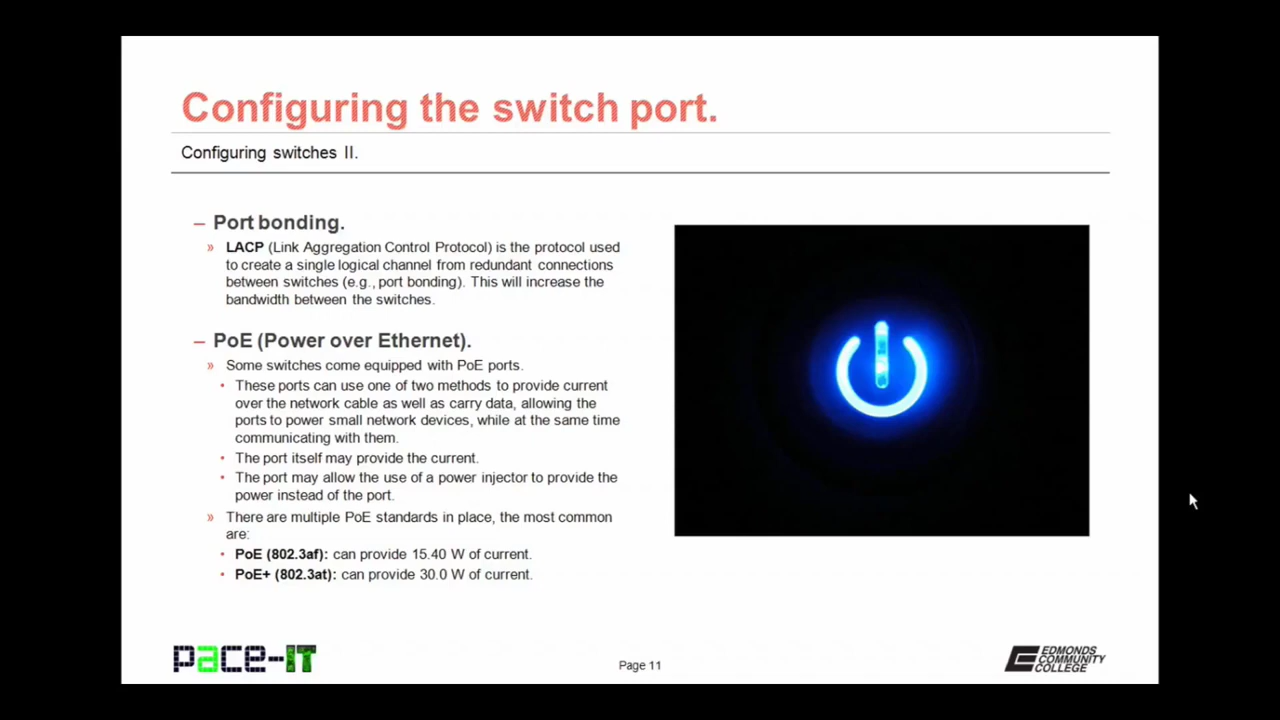 Configuring the switch port.
Configuring switches II.
– Port bonding.
» LACP (Link Aggregation Control Protocol) is the protocol used
to create a single logical channel from redundant connections
between switches (e.g., port bonding). This will increase the
bandwidth between the switches.
– PoE (Power over Ethernet).
» Some switches come equipped with PoE ports.
• These ports can use one of two methods to provide current
over the network cable as well as carry data, allowing the
ports to power small network devices, while at the same time
communicating with them.
• The port itself may provide the current.
• The port may allow the use of a power injector to provide the
power instead of the port.
» There are multiple PoE standards in place, the most common
are:
• PoE (802.3af): can provide 15.40 W of current.
• PoE+ (802.3at): can provide 30.0 W of current.
pace-IT
Page 11
EDMONDS
COMMUNITY
COLLEGE